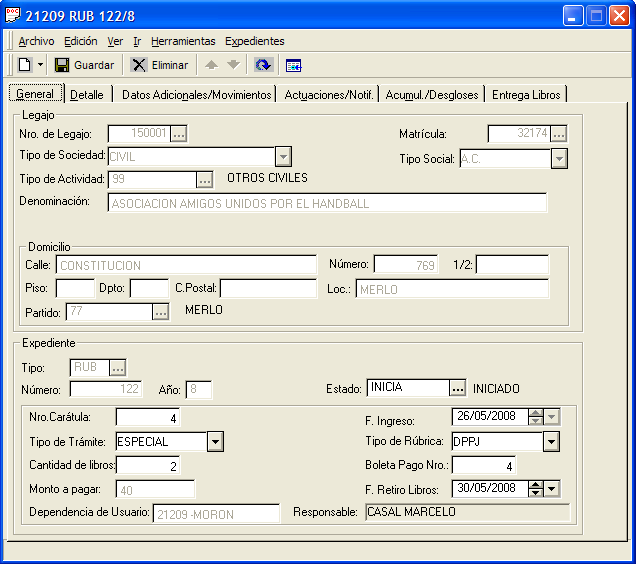 21209 RUB 122/8
Archivo Edición Ver Ir Herramientas Expedientes
Guardar Eliminar
General Detalle Datos Adicionales/Movimientos Actuaciones/Notif. Acumul./Desgloses Entrega Libros
Legajo
Nro. de Legajo: 150001 ... Matrícula: 32174 ...
Tipo de Sociedad: CIVIL Tipo Social: A.C.
Tipo de Actividad: 99 ... OTROS CIVILES
Denominación: ASOCIACION AMIGOS UNIDOS POR EL HANDBALL
Domicilio
Calle: CONSTITUCION Número: 769 1/2:
Piso: Dpto: C.Postal: Loc.: MERLO
Partido: 77 ... MERLO
Expediente
Tipo: RUB ...
Número: 122 Año: 8 Estado: INICIA ... INICIADO
Nro.Carátula: 4 F. Ingreso: 26/05/2008
Tipo de Trámite: ESPECIAL Tipo de Rúbrica: DPPJ
Cantidad de libros: 2 Boleta Pago Nro.: 4
Monto a pagar: 40 F. Retiro Libros: 30/05/2008
Dependencia de Usuario: 21209 -MORON Responsable: CASAL MARCELO